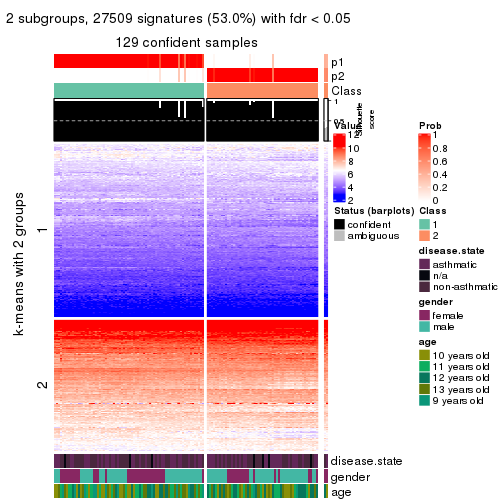 2 subgroups, 27509 signatures (53.0%) with fdr < 0.05
129 confident samples
p1
p2
Class
1
0.5
Silhouette
score
k-means with 2 groups
1
2
disease.state
gender
age
Value
12
10
8
6
4
2
Prob
1
0.8
0.6
0.4
0.2
0
Status (barplots)
confident
ambiguous
Class
1
2
disease.state
asthmatic
n/a
non-asthmatic
gender
female
male
age
10 years old
11 years old
12 years old
13 years old
9 years old